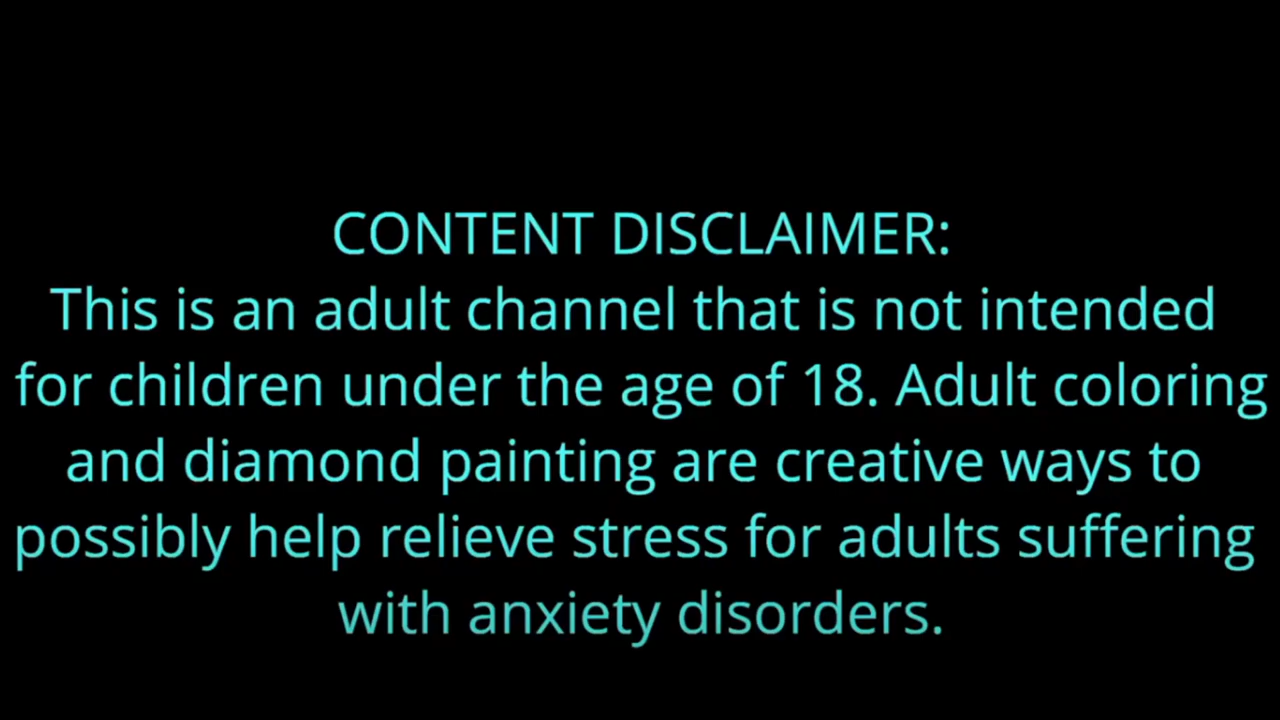 CONTENT DISCLAIMER:
This is an adult channel that is not intended
for children under the age of 18. Adult coloring
and diamond painting are creative ways to
possibly help relieve stress for adults suffering
with anxiety disorders.